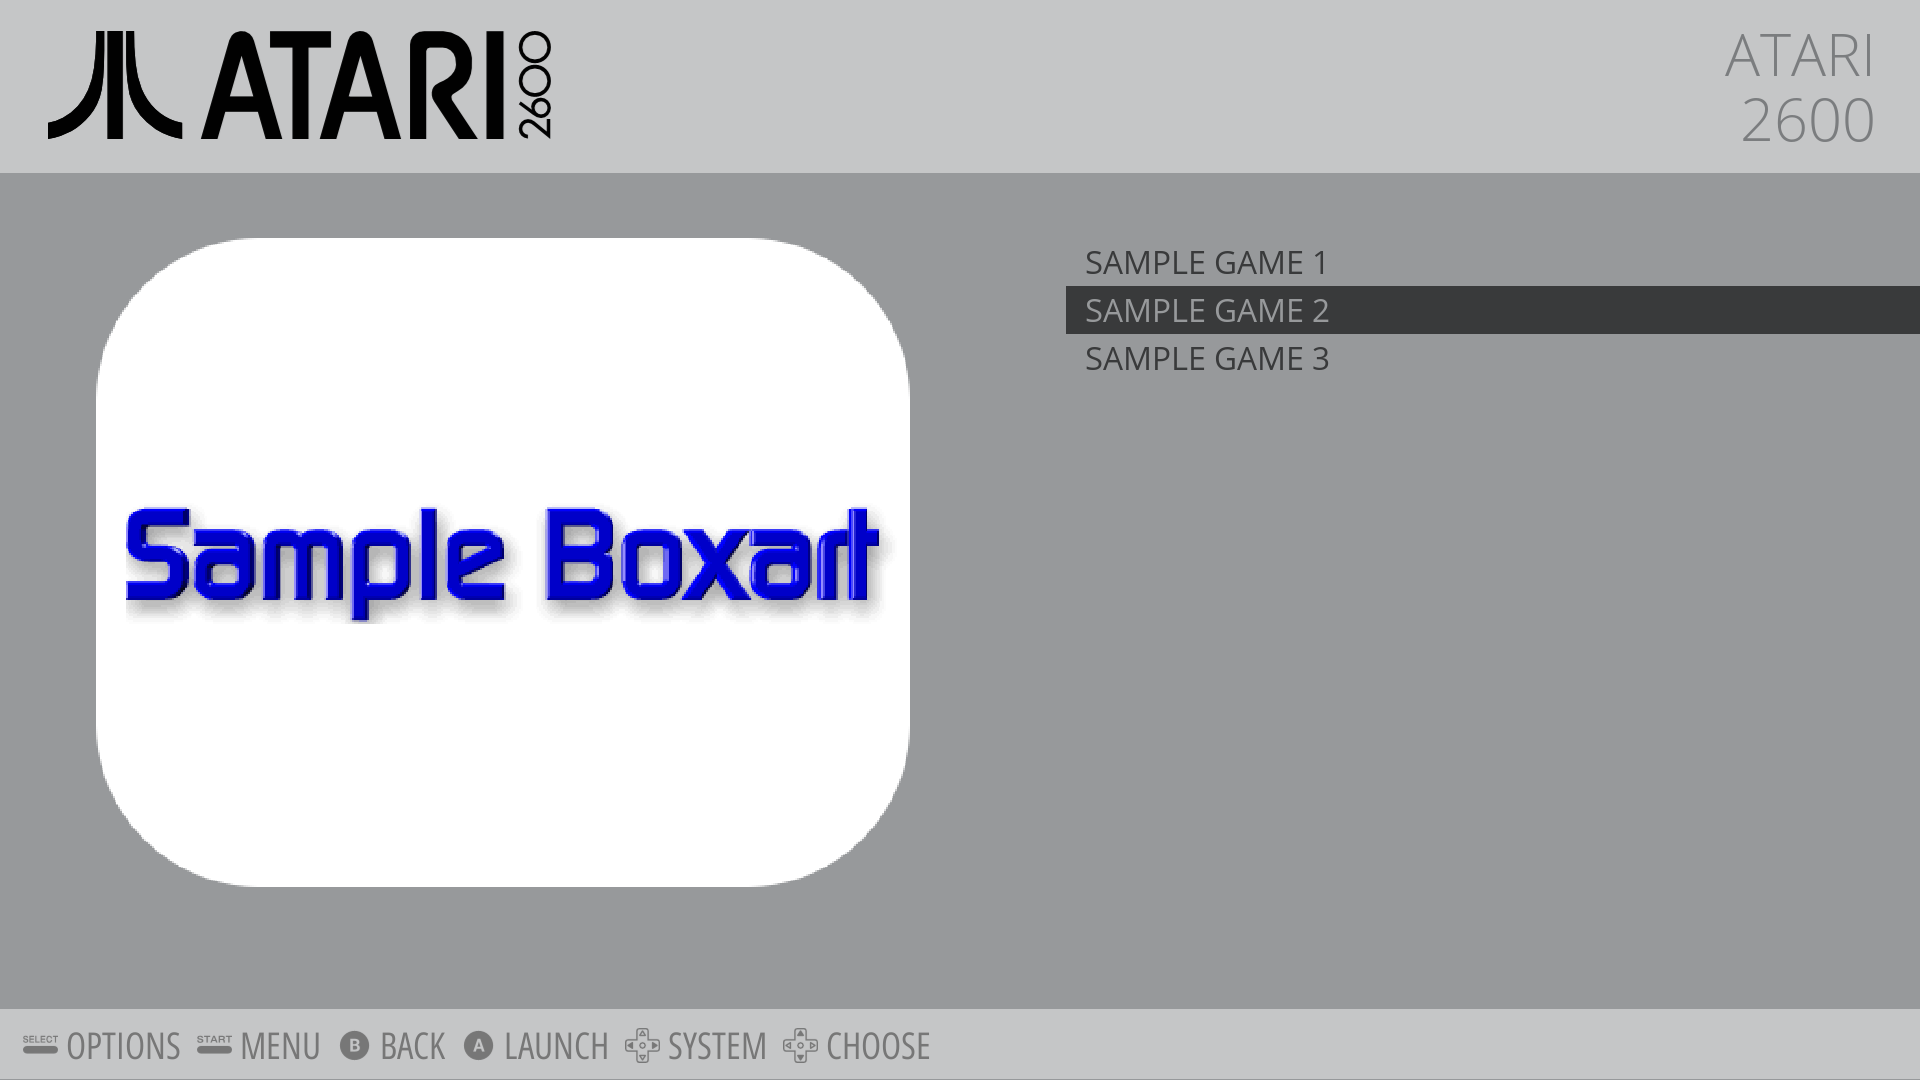 ATARI 2600
ATARI
2600
SAMPLE GAME 1
SAMPLE GAME 2
SAMPLE GAME 3
Sample Boxart
SELECT OPTIONS START MENU B BACK A LAUNCH SYSTEM CHOOSE